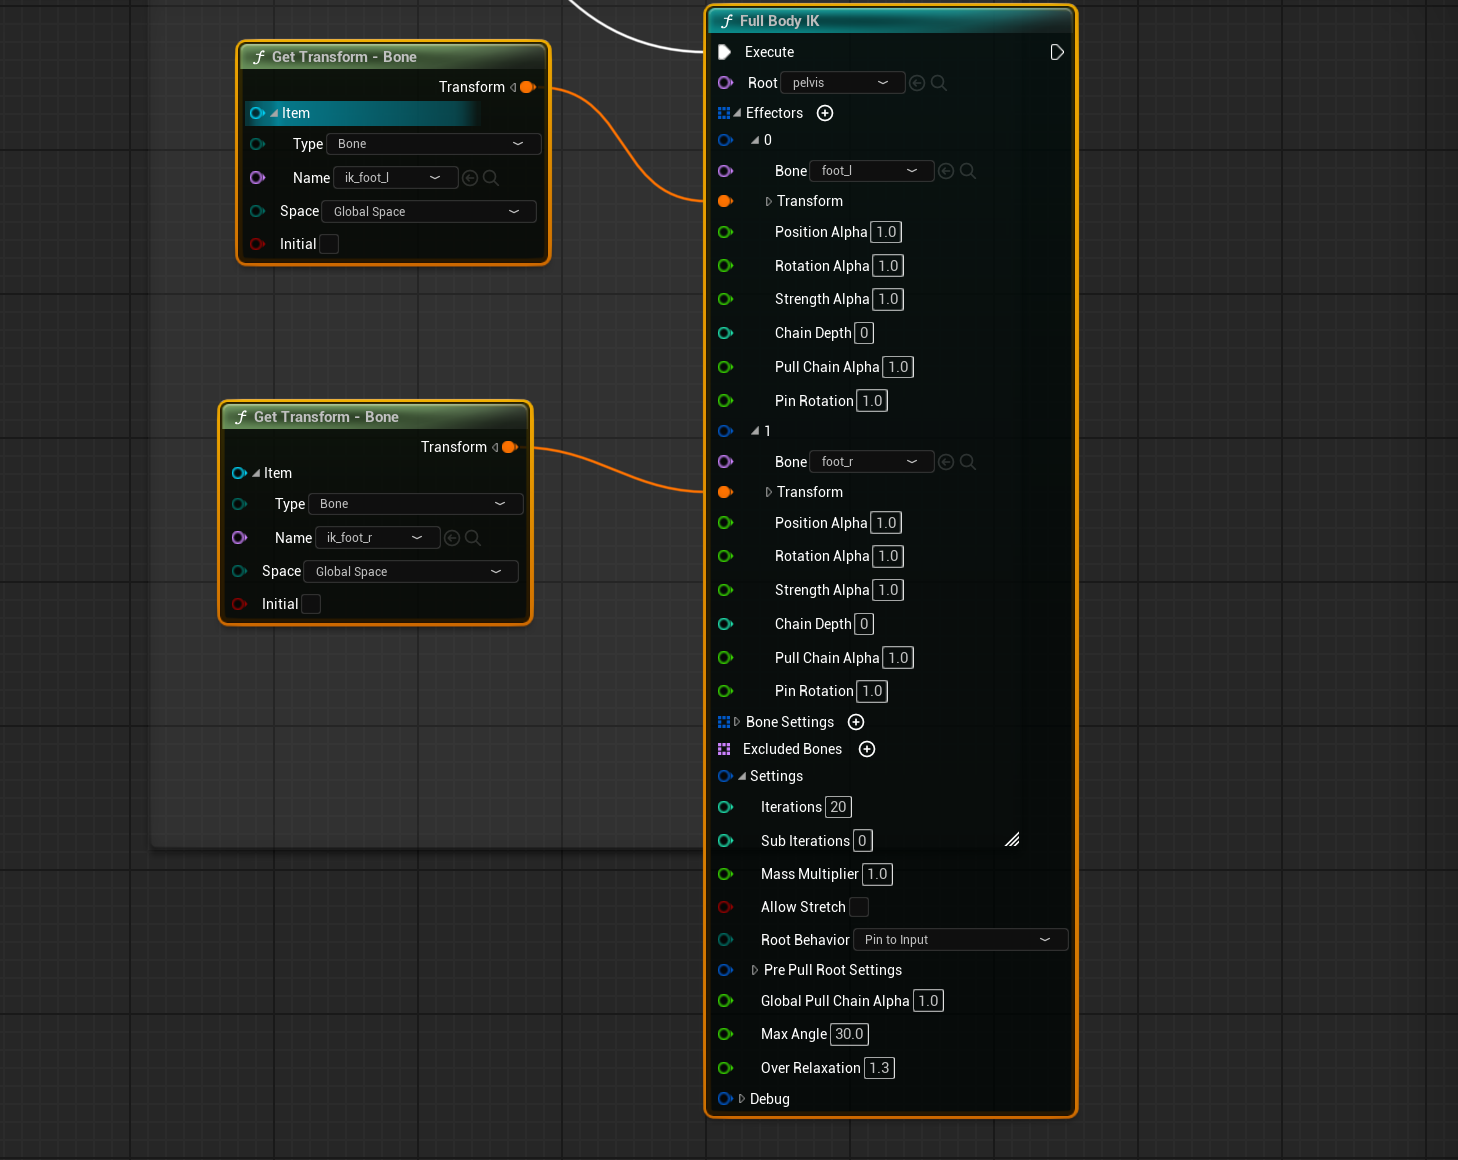 Get Transform - Bone
Transform
Item
Type Bone
Name ik_foot_l
Space Global Space
Initial
Get Transform - Bone
Transform
Item
Type Bone
Name ik_foot_r
Space Global Space
Initial
Full Body IK
Execute
Root pelvis
Effectors
0
Bone foot_l
Transform
Position Alpha 1.0
Rotation Alpha 1.0
Strength Alpha 1.0
Chain Depth 0
Pull Chain Alpha 1.0
Pin Rotation 1.0
1
Bone foot_r
Transform
Position Alpha 1.0
Rotation Alpha 1.0
Strength Alpha 1.0
Chain Depth 0
Pull Chain Alpha 1.0
Pin Rotation 1.0
Bone Settings
Excluded Bones
Settings
Iterations 20
Sub Iterations 0
Mass Multiplier 1.0
Allow Stretch
Root Behavior Pin to Input
Pre Pull Root Settings
Global Pull Chain Alpha 1.0
Max Angle 30.0
Over Relaxation 1.3
Debug